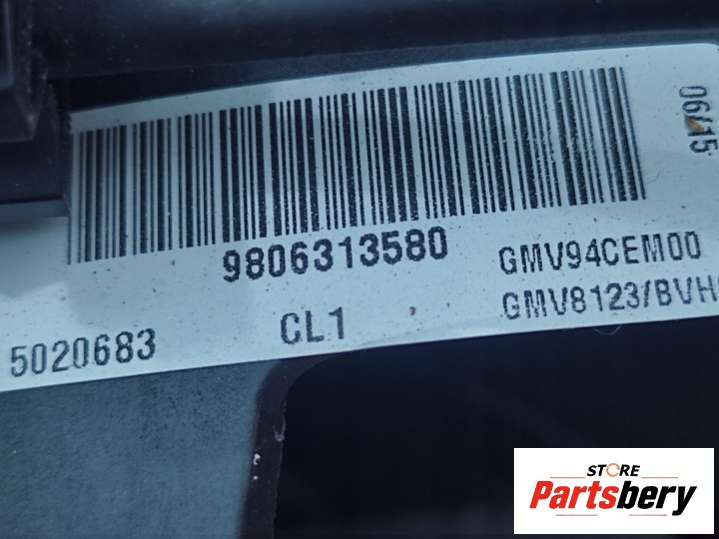 06/15
9806313580
GMV94CEM00
5020683
CL1
GMV8123/BVH
STORE
Partsbery